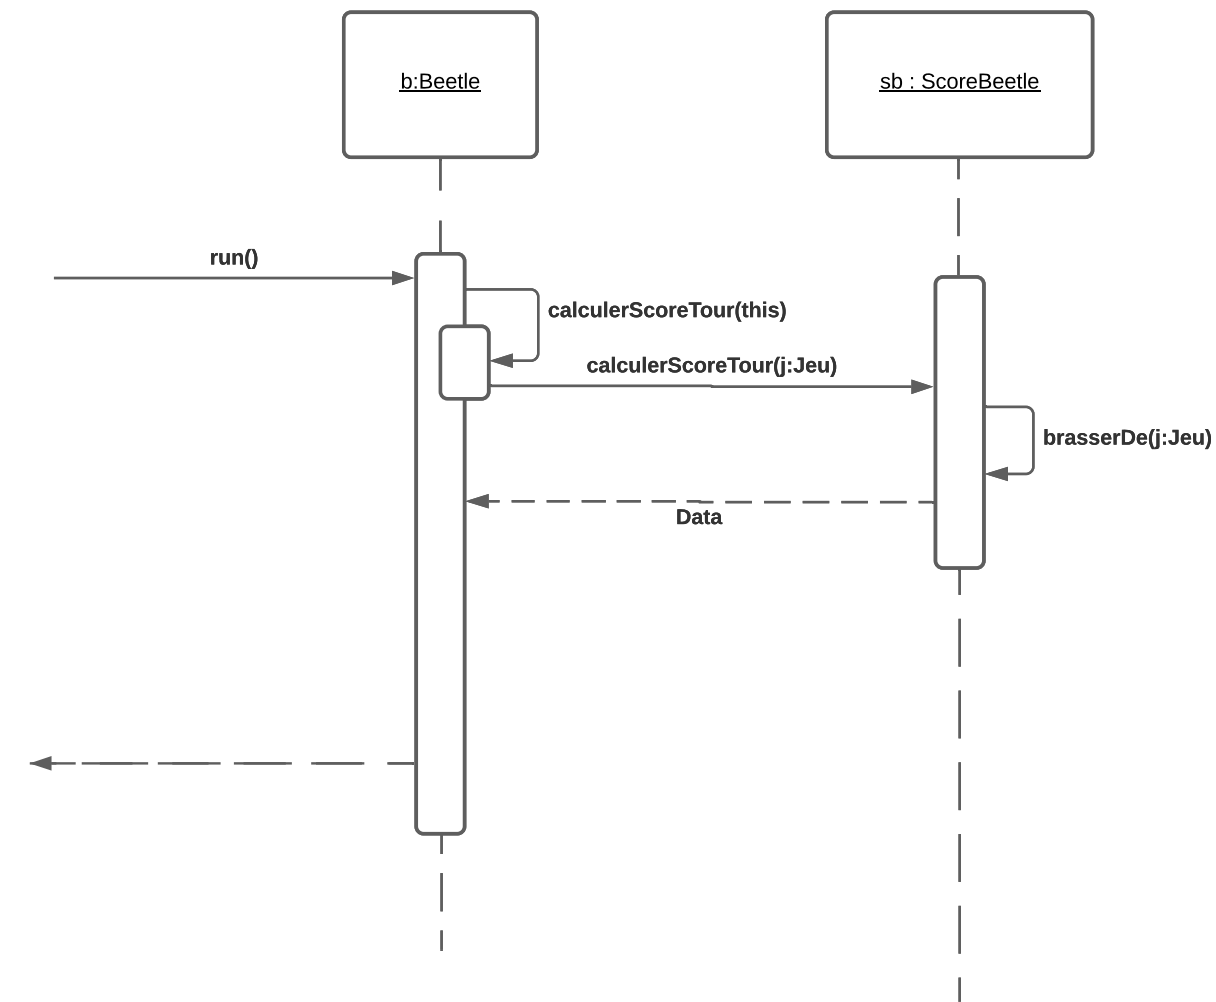 b:Beetle
sb : ScoreBeetle
run()
calculerScoreTour(this)
calculerScoreTour(j:Jeu)
brasserDe(j:Jeu)
Data